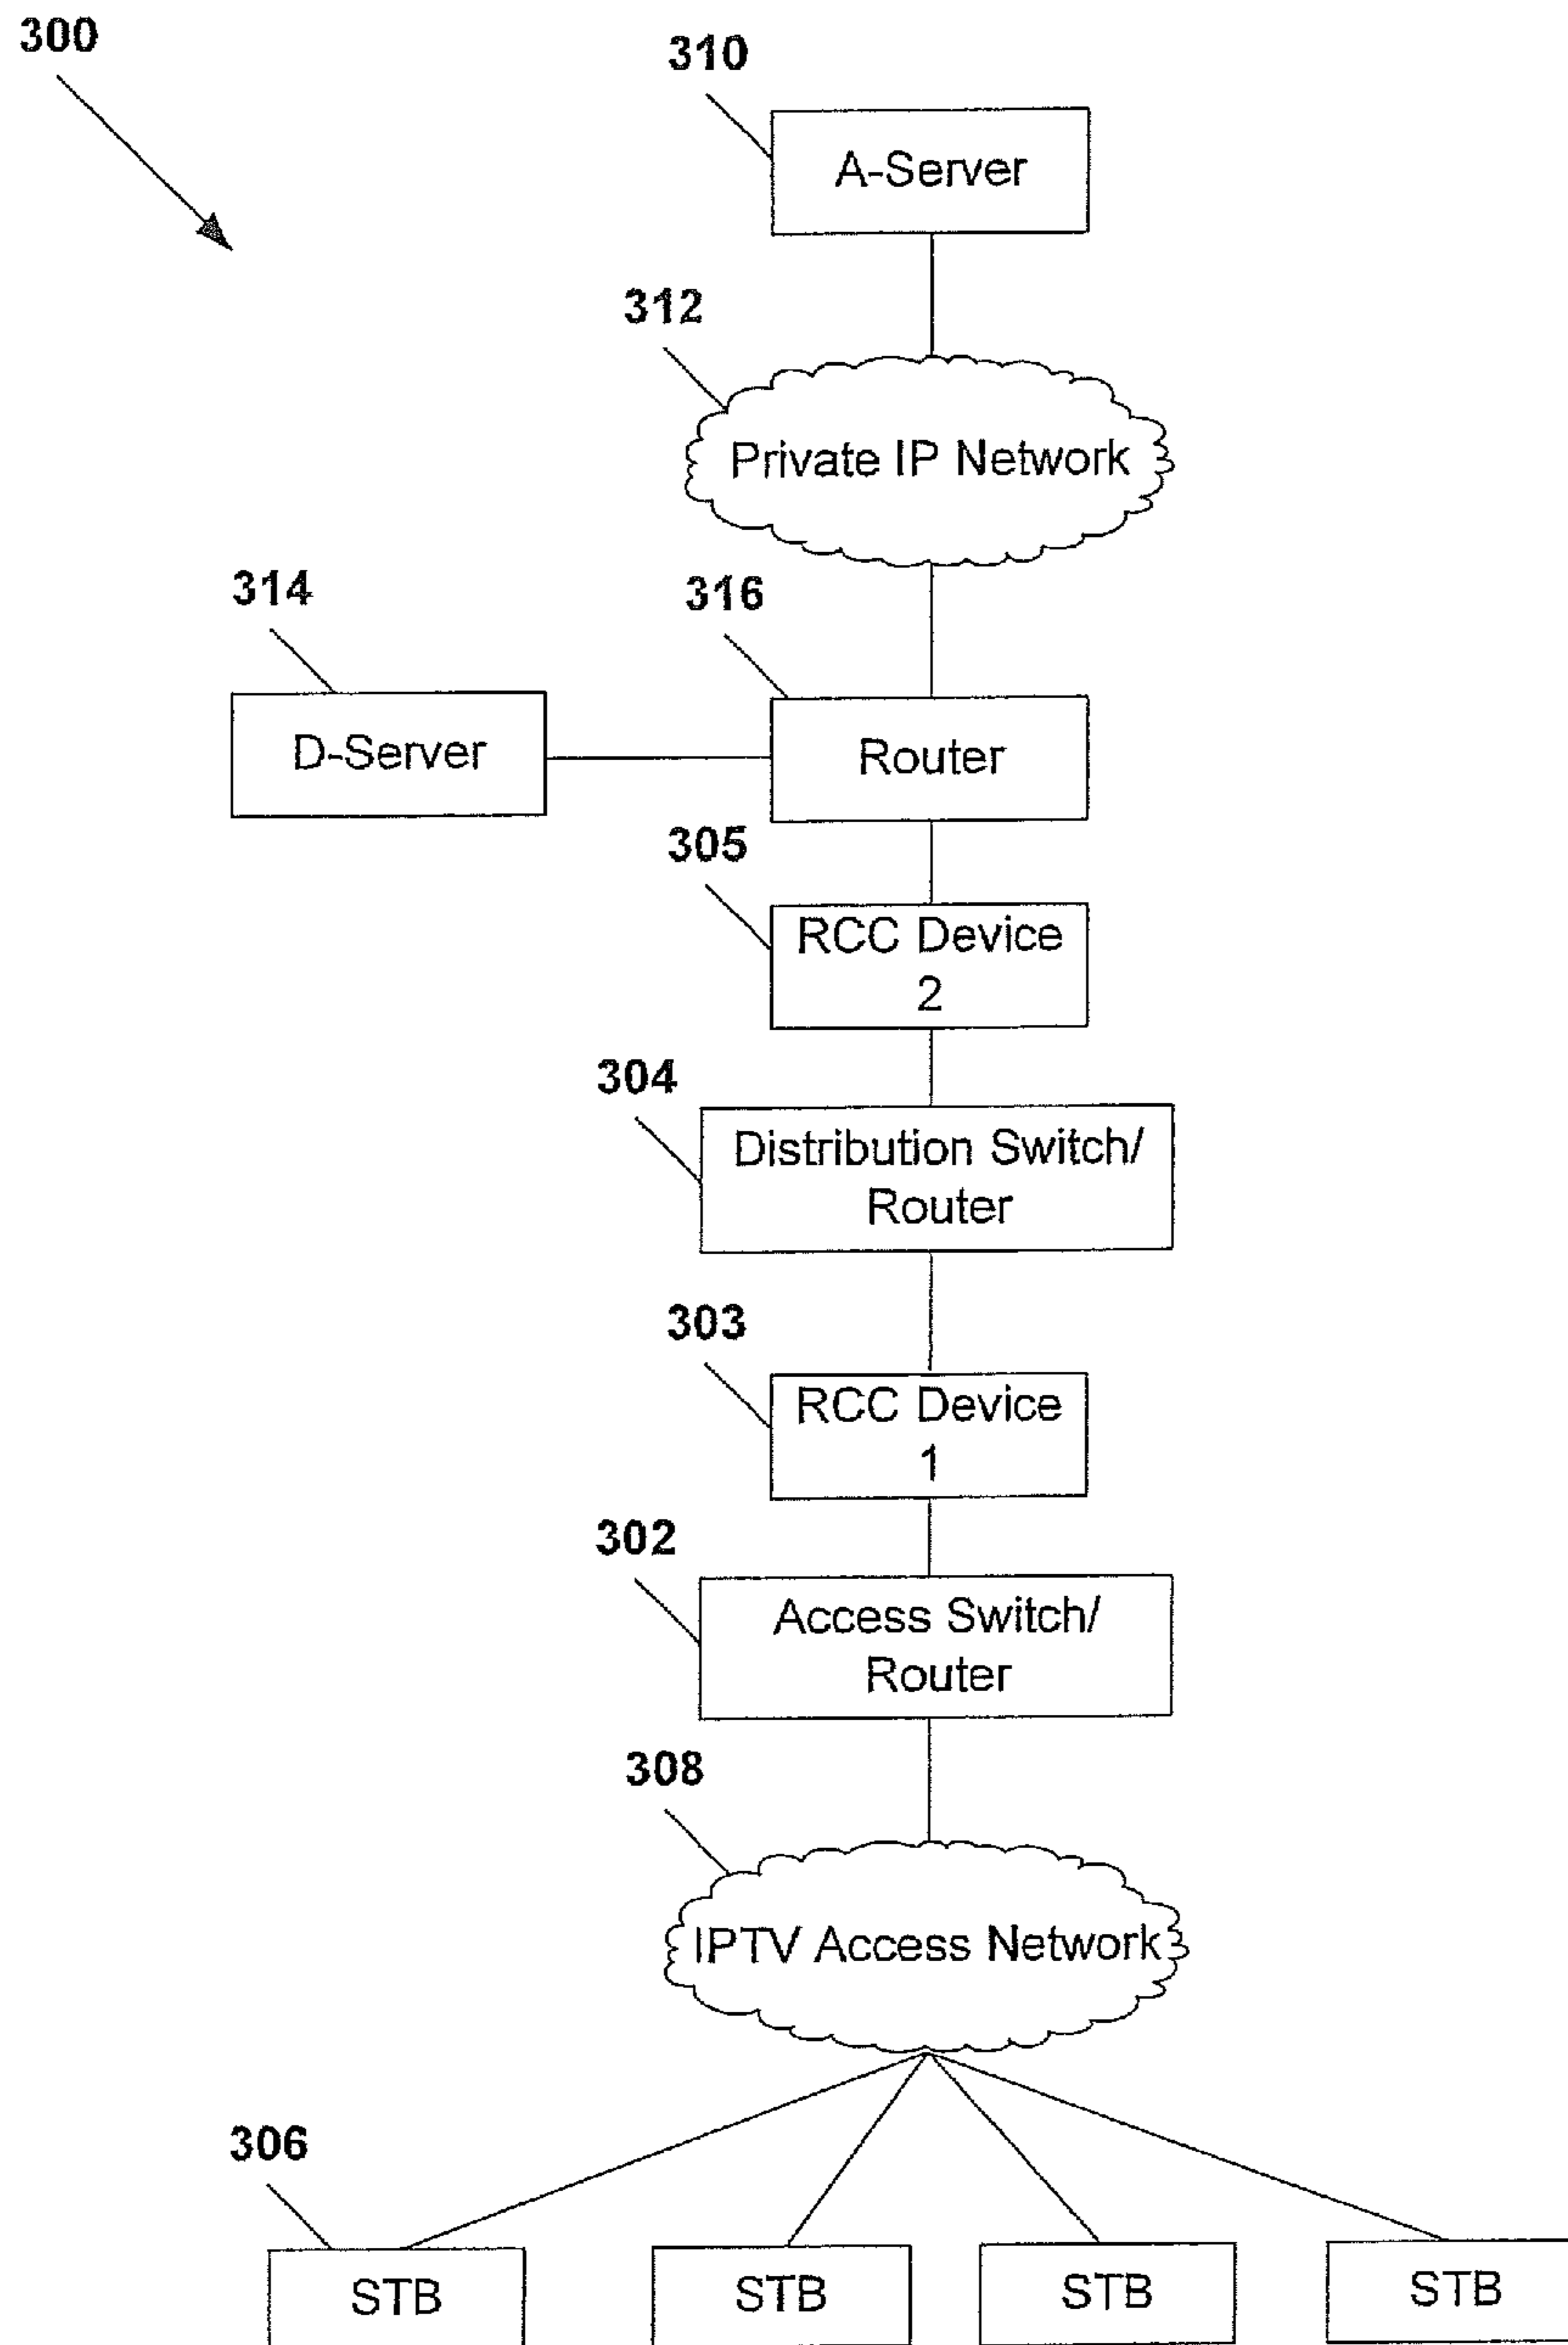 300
310
A-Server
312
Private IP Network
314
316
D-Server
Router
305
RCC Device
2
304
Distribution Switch/
Router
303
RCC Device
1
302
Access Switch/
Router
308
IPTV Access Network
306
STB
STB
STB
STB